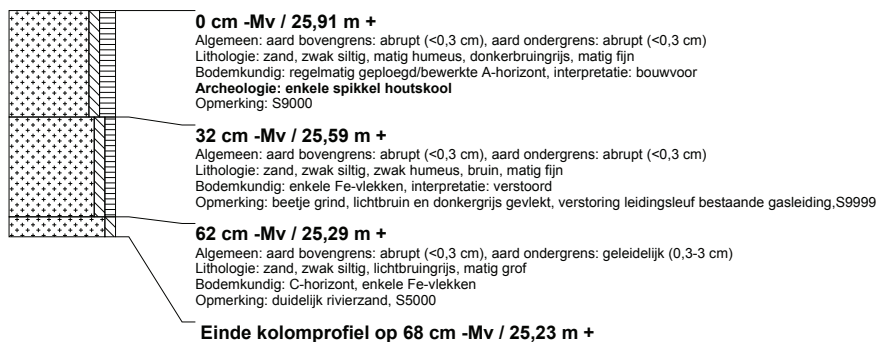 0 cm -Mv / 25,91 m +
Algemeen: aard bovengrens: abrupt (<0,3 cm), aard ondergrens: abrupt (<0,3 cm)
Lithologie: zand, zwak siltig, matig humeus, donkerbruingrijs, matig fijn
Bodemkundig: regelmatig geploegd/bewerkte A-horizont, interpretatie: bouwvoor
Archeologie: enkele spikkel houtskool
Opmerking: S9000
32 cm -Mv / 25,59 m +
Algemeen: aard bovengrens: abrupt (<0,3 cm), aard ondergrens: abrupt (<0,3 cm)
Lithologie: zand, zwak siltig, zwak humeus, bruin, matig fijn
Bodemkundig: enkele Fe-vlekken, interpretatie: verstoord
Opmerking: beetje grind, lichtbruin en donkergrijs gevlekt, verstoring leidingsleuf bestaande gasleiding,S9999
62 cm -Mv / 25,29 m +
Algemeen: aard bovengrens: abrupt (<0,3 cm), aard ondergrens: geleidelijk (0,3-3 cm)
Lithologie: zand, zwak siltig, lichtbruingrijs, matig grof
Bodemkundig: C-horizont, enkele Fe-vlekken
Opmerking: duidelijk rivierzand, S5000
Einde kolomprofiel op 68 cm -Mv / 25,23 m +